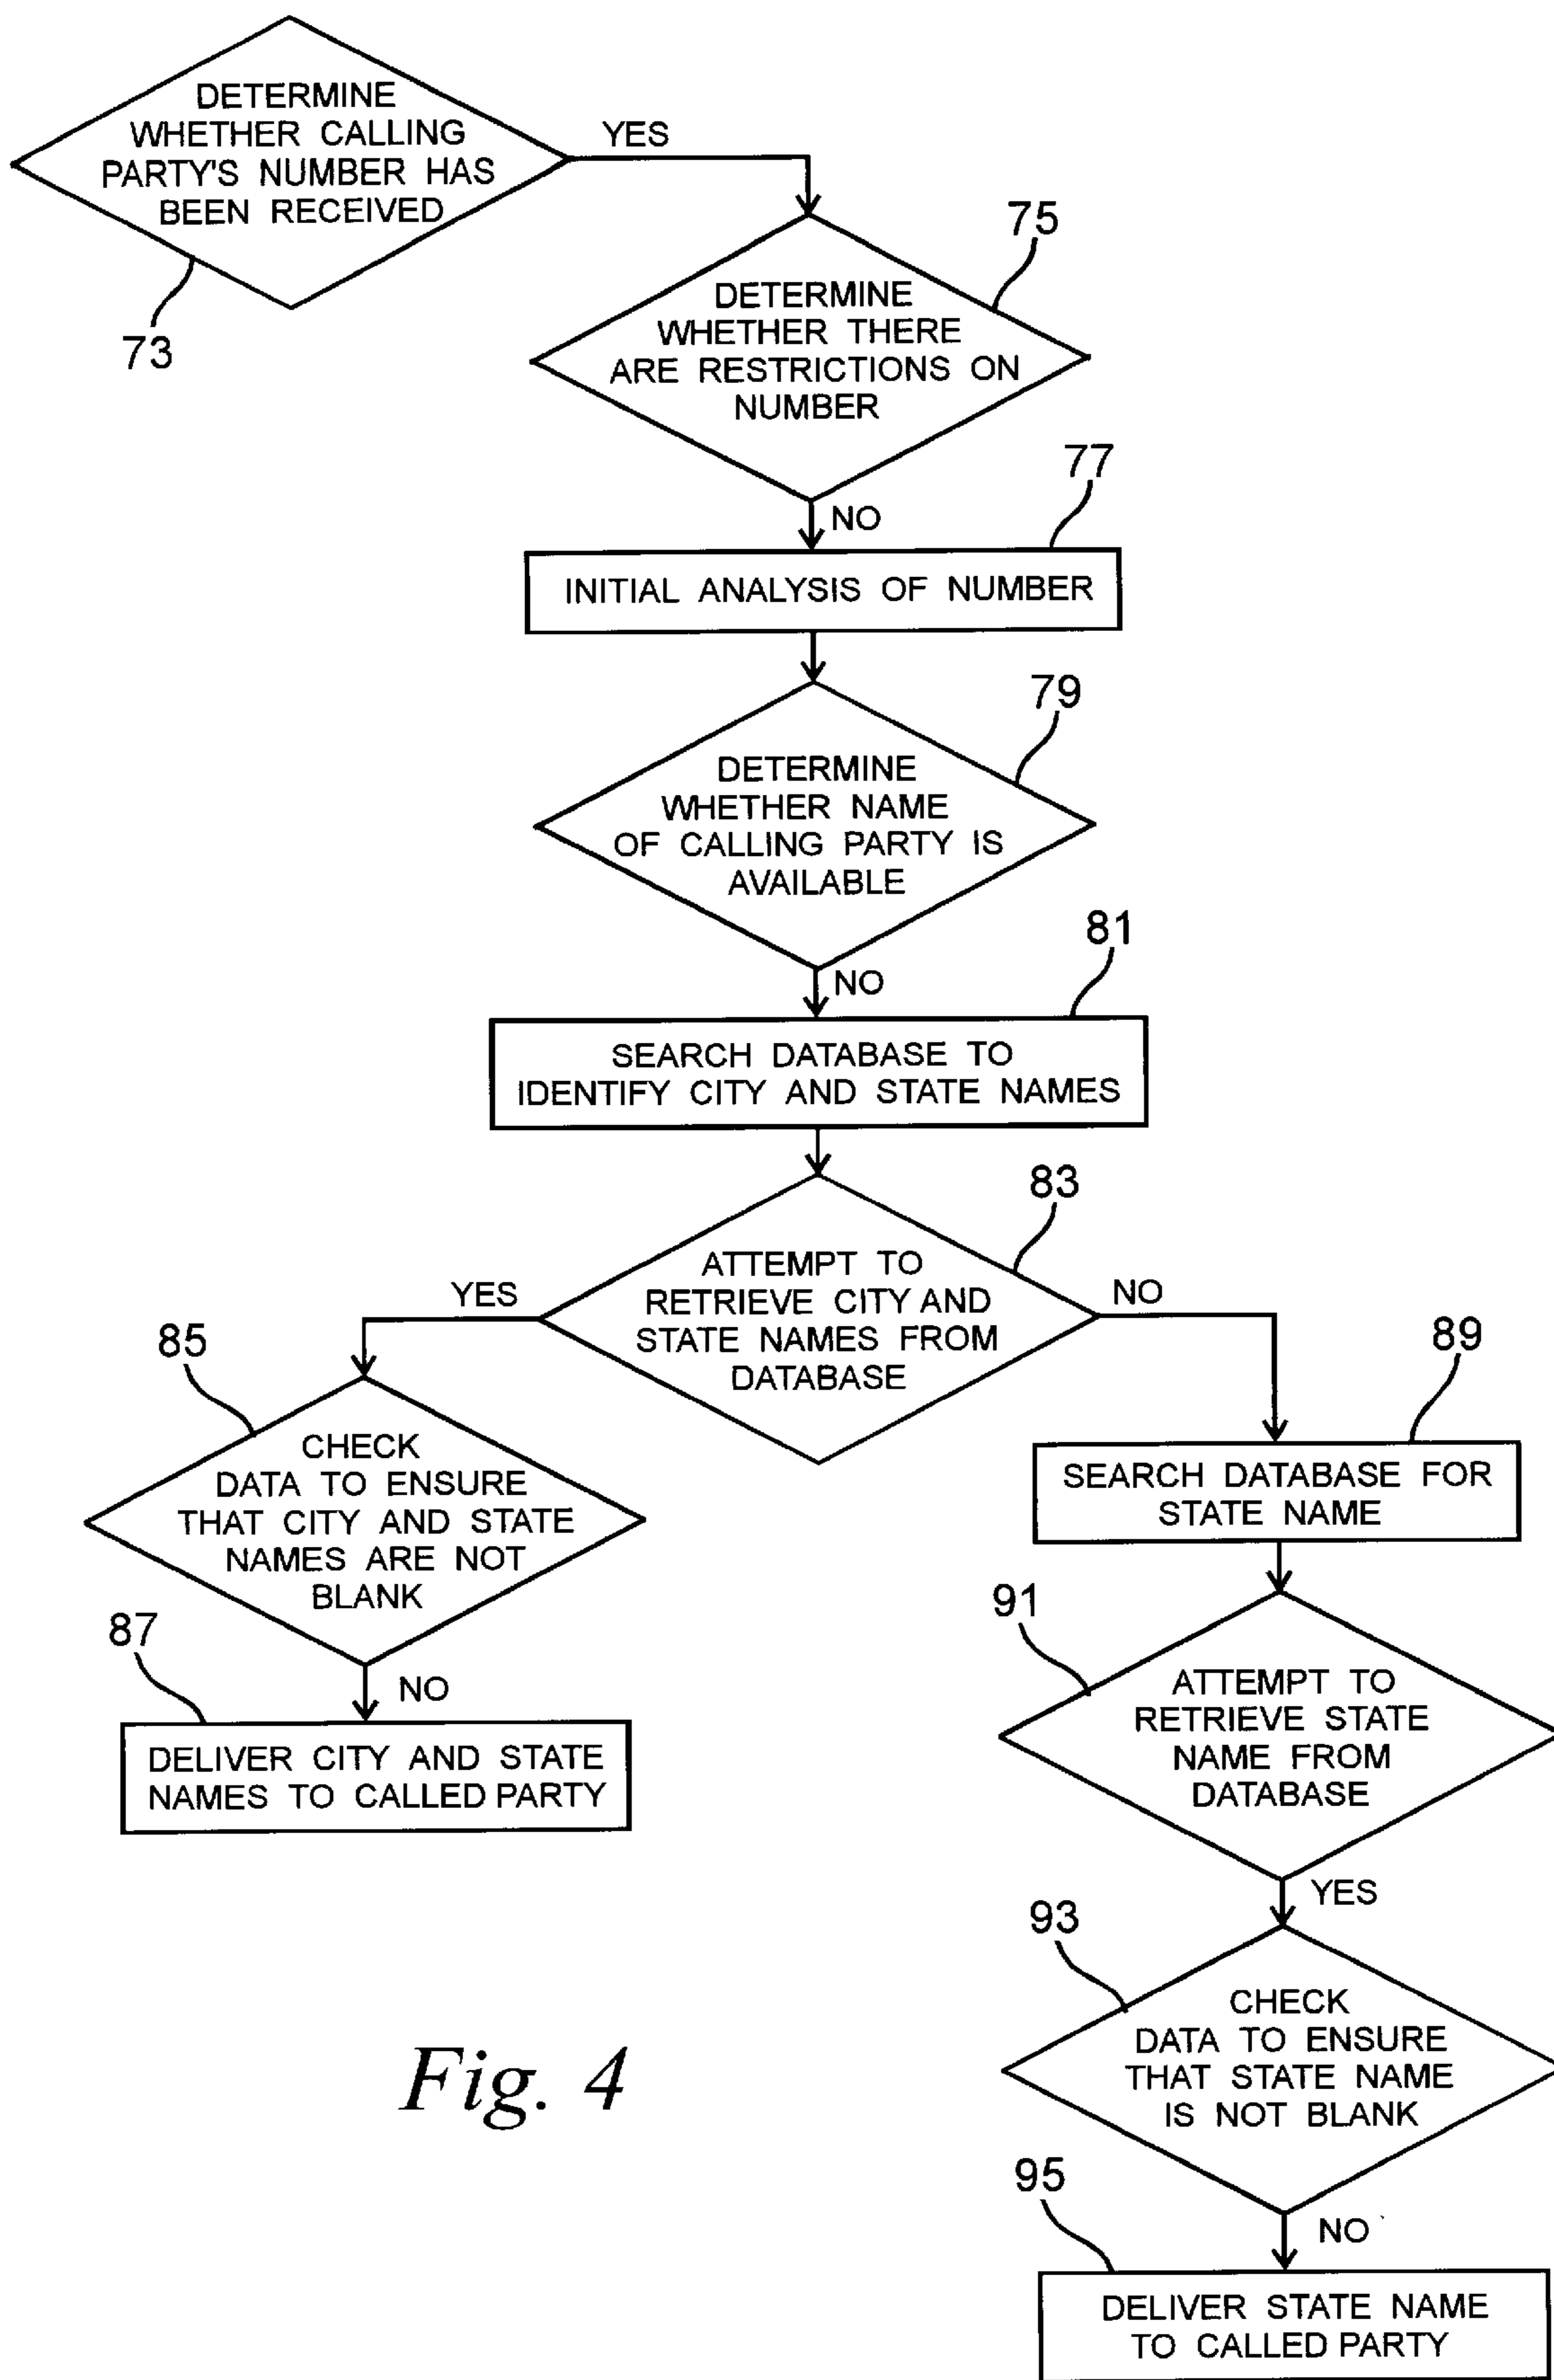 DETERMINE
WHETHER CALLING
PARTY'S NUMBER HAS
BEEN RECEIVED
YES
73
75
DETERMINE
WHETHER THERE
ARE RESTRICTIONS ON
NUMBER
NO
77
INITIAL ANALYSIS OF NUMBER
79
DETERMINE
WHETHER NAME
OF CALLING PARTY IS
AVAILABLE
NO
81
SEARCH DATABASE TO
IDENTIFY CITY AND STATE NAMES
83
ATTEMPT TO
RETRIEVE CITY AND
STATE NAMES FROM
DATABASE
YES
NO
85
CHECK
DATA TO ENSURE
THAT CITY AND STATE
NAMES ARE NOT
BLANK
NO
87
DELIVER CITY AND STATE
NAMES TO CALLED PARTY
89
SEARCH DATABASE FOR
STATE NAME
91
ATTEMPT TO
RETRIEVE STATE
NAME FROM
DATABASE
YES
93
CHECK
DATA TO ENSURE
THAT STATE NAME
IS NOT BLANK
NO
95
DELIVER STATE NAME
TO CALLED PARTY
Fig. 4